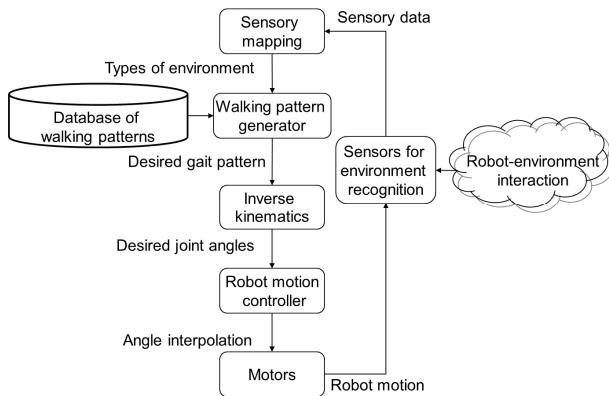 Sensory
mapping
Sensory data
Types of environment
Database of
walking patterns
Walking pattern
generator
Sensors for
environment
recognition
Robot-environment
interaction
Desired gait pattern
Inverse
kinematics
Desired joint angles
Robot motion
controller
Angle interpolation
Motors
Robot motion